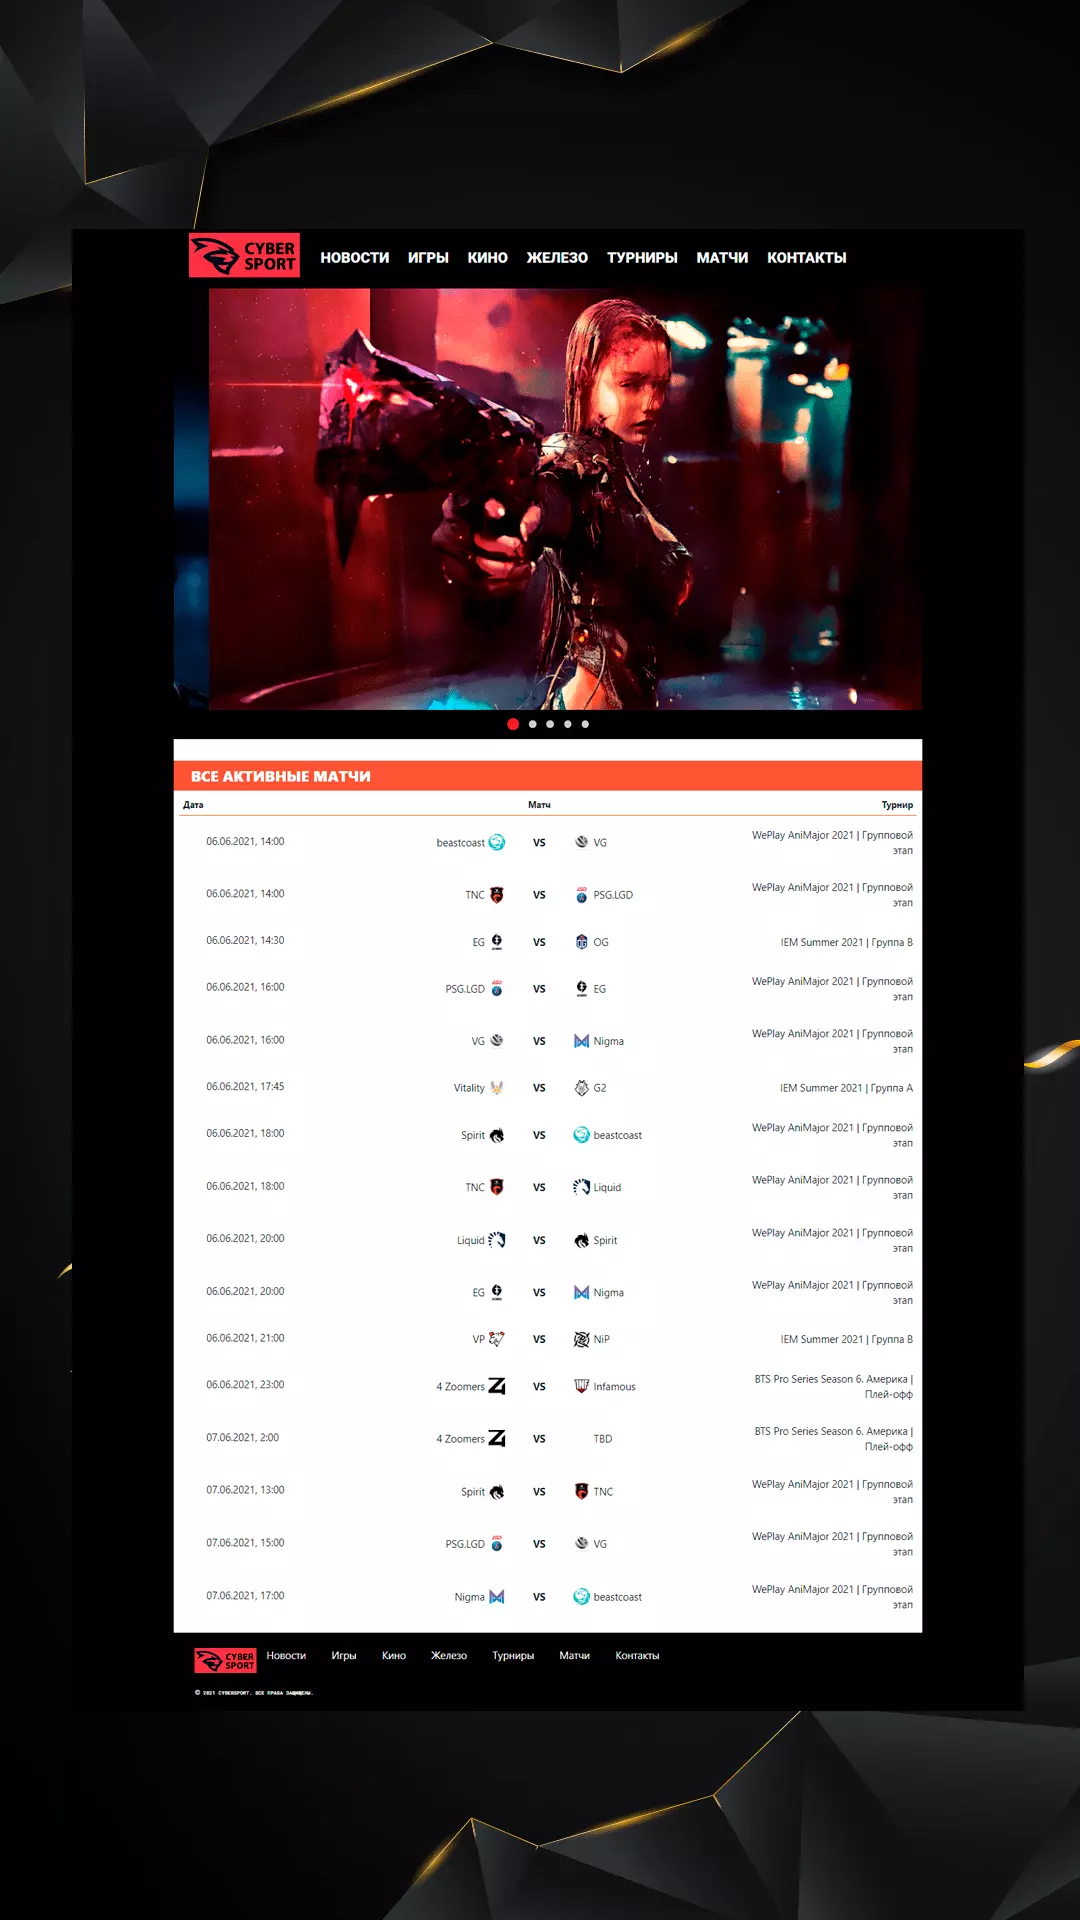 CYBER
SPORT
НОВОСТИ ИГРЫ КИНО ЖЕЛЕЗО ТУРНИРЫ МАТЧИ КОНТАКТЫ
ВСЕ АКТИВНЫЕ МАТЧИ
Дата Матч Турнир
06.06.2021, 14:00 beastcoast VS VG WePlay AniMajor 2021 | Групповой
этап
06.06.2021, 14:00 TNC VS PSG.LGD WePlay AniMajor 2021 | Групповой
этап
06.06.2021, 14:30 EG VS OG IEM Summer 2021 | Группа B
06.06.2021, 16:00 PSG.LGD VS EG WePlay AniMajor 2021 | Групповой
этап
06.06.2021, 16:00 VG VS Nigma WePlay AniMajor 2021 | Групповой
этап
06.06.2021, 17:45 Vitality VS G2 IEM Summer 2021 | Группа A
06.06.2021, 18:00 Spirit VS beastcoast WePlay AniMajor 2021 | Групповой
этап
06.06.2021, 18:00 TNC VS Liquid WePlay AniMajor 2021 | Групповой
этап
06.06.2021, 20:00 Liquid VS Spirit WePlay AniMajor 2021 | Групповой
этап
06.06.2021, 20:00 EG VS Nigma WePlay AniMajor 2021 | Групповой
этап
06.06.2021, 21:00 VP VS NiP IEM Summer 2021 | Группа B
06.06.2021, 23:00 4 Zoomers VS Infamous BTS Pro Series Season 6. Америка |
Плей-офф
07.06.2021, 2:00 4 Zoomers VS TBD BTS Pro Series Season 6. Америка |
Плей-офф
07.06.2021, 13:00 Spirit VS TNC WePlay AniMajor 2021 | Групповой
этап
07.06.2021, 15:00 PSG.LGD VS VG WePlay AniMajor 2021 | Групповой
этап
07.06.2021, 17:00 Nigma VS beastcoast WePlay AniMajor 2021 | Групповой
этап
CYBER
SPORT
Новости Игры Кино Железо Турниры Матчи Контакты
© 2021 CYBERSPORT. ВСЕ ПРАВА ЗАЩИЩЕНЫ.